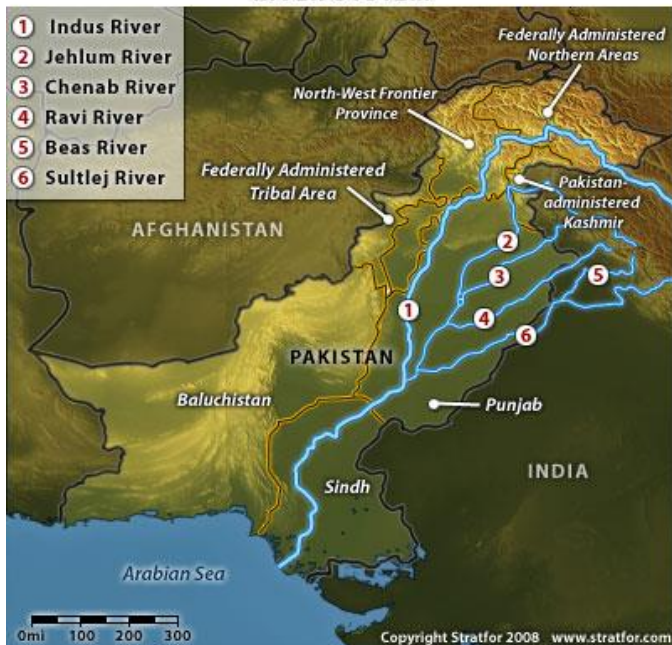 1 Indus River
2 Jehlum River
3 Chenab River
4 Ravi River
5 Beas River
6 Sultlej River
Federally Administered
Northern Areas
North-West Frontier
Province
Federally Administered
Tribal Area
Pakistan-
administered
Kashmir
AFGHANISTAN
2
3
5
1
4
6
PAKISTAN
Baluchistan
Punjab
INDIA
Sindh
Arabian Sea
0mi 100 200 300
Copyright Stratfor 2008 www.stratfor.com